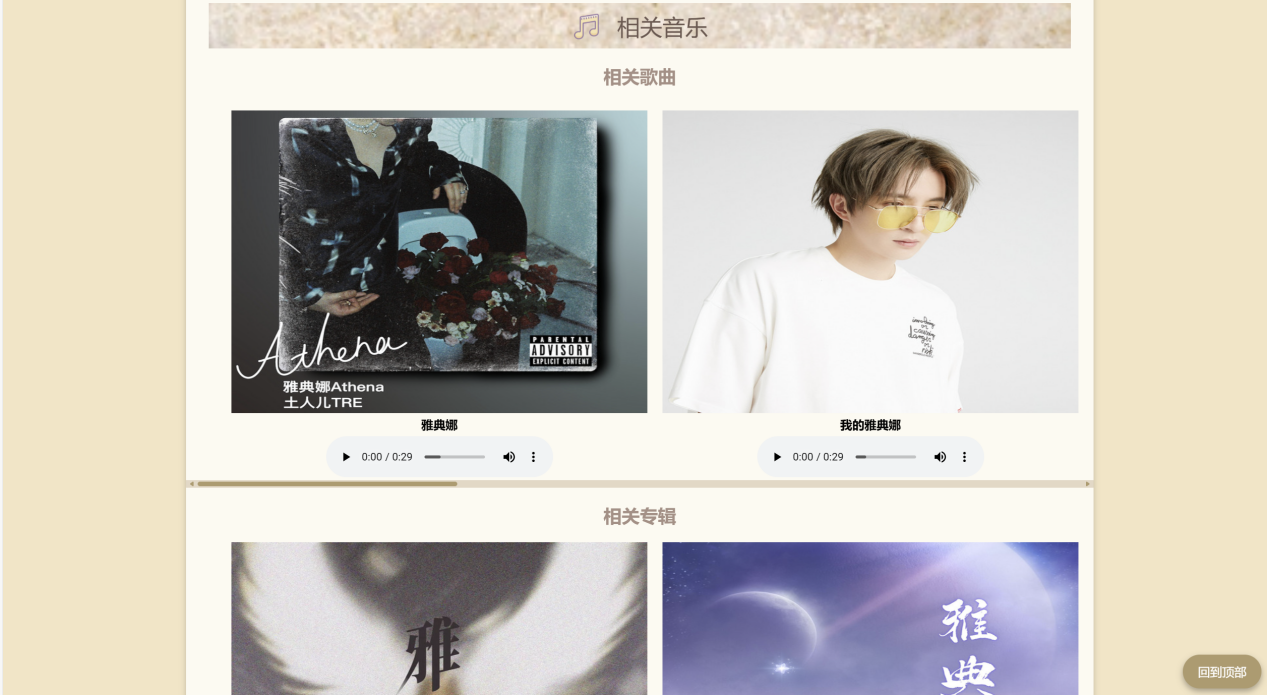 相关音乐
相关歌曲
Athena
PARENTAL
ADVISORY
EXPLICIT CONTENT
雅典娜Athena
土人儿TRE
雅典娜
我的雅典娜
0:00 / 0:29
0:00 / 0:29
相关专辑
雅
雅
典
回到顶部